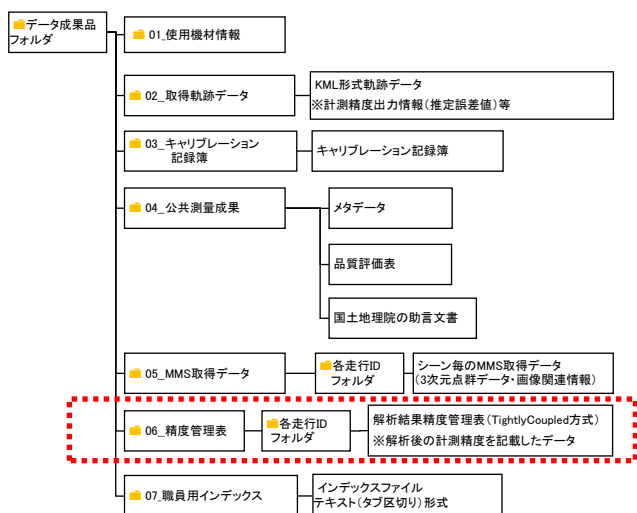 データ成果品
フォルダ
01_使用機材情報
02_取得軌跡データ
KML形式軌跡データ
※計測精度出力情報(推定誤差値)等
03_キャリブレーション
記録簿
キャリブレーション記録簿
04_公共測量成果
メタデータ
品質評価表
国土地理院の助言文書
05_MMS取得データ
各走行ID
フォルダ
シーン毎のMMS取得データ
(3次元点群データ・画像関連情報)
06_精度管理表
各走行ID
フォルダ
解析結果精度管理表(TightlyCoupled方式)
※解析後の計測精度を記載したデータ
07_職員用インデックス
インデックスファイル
テキスト(タブ区切り)形式